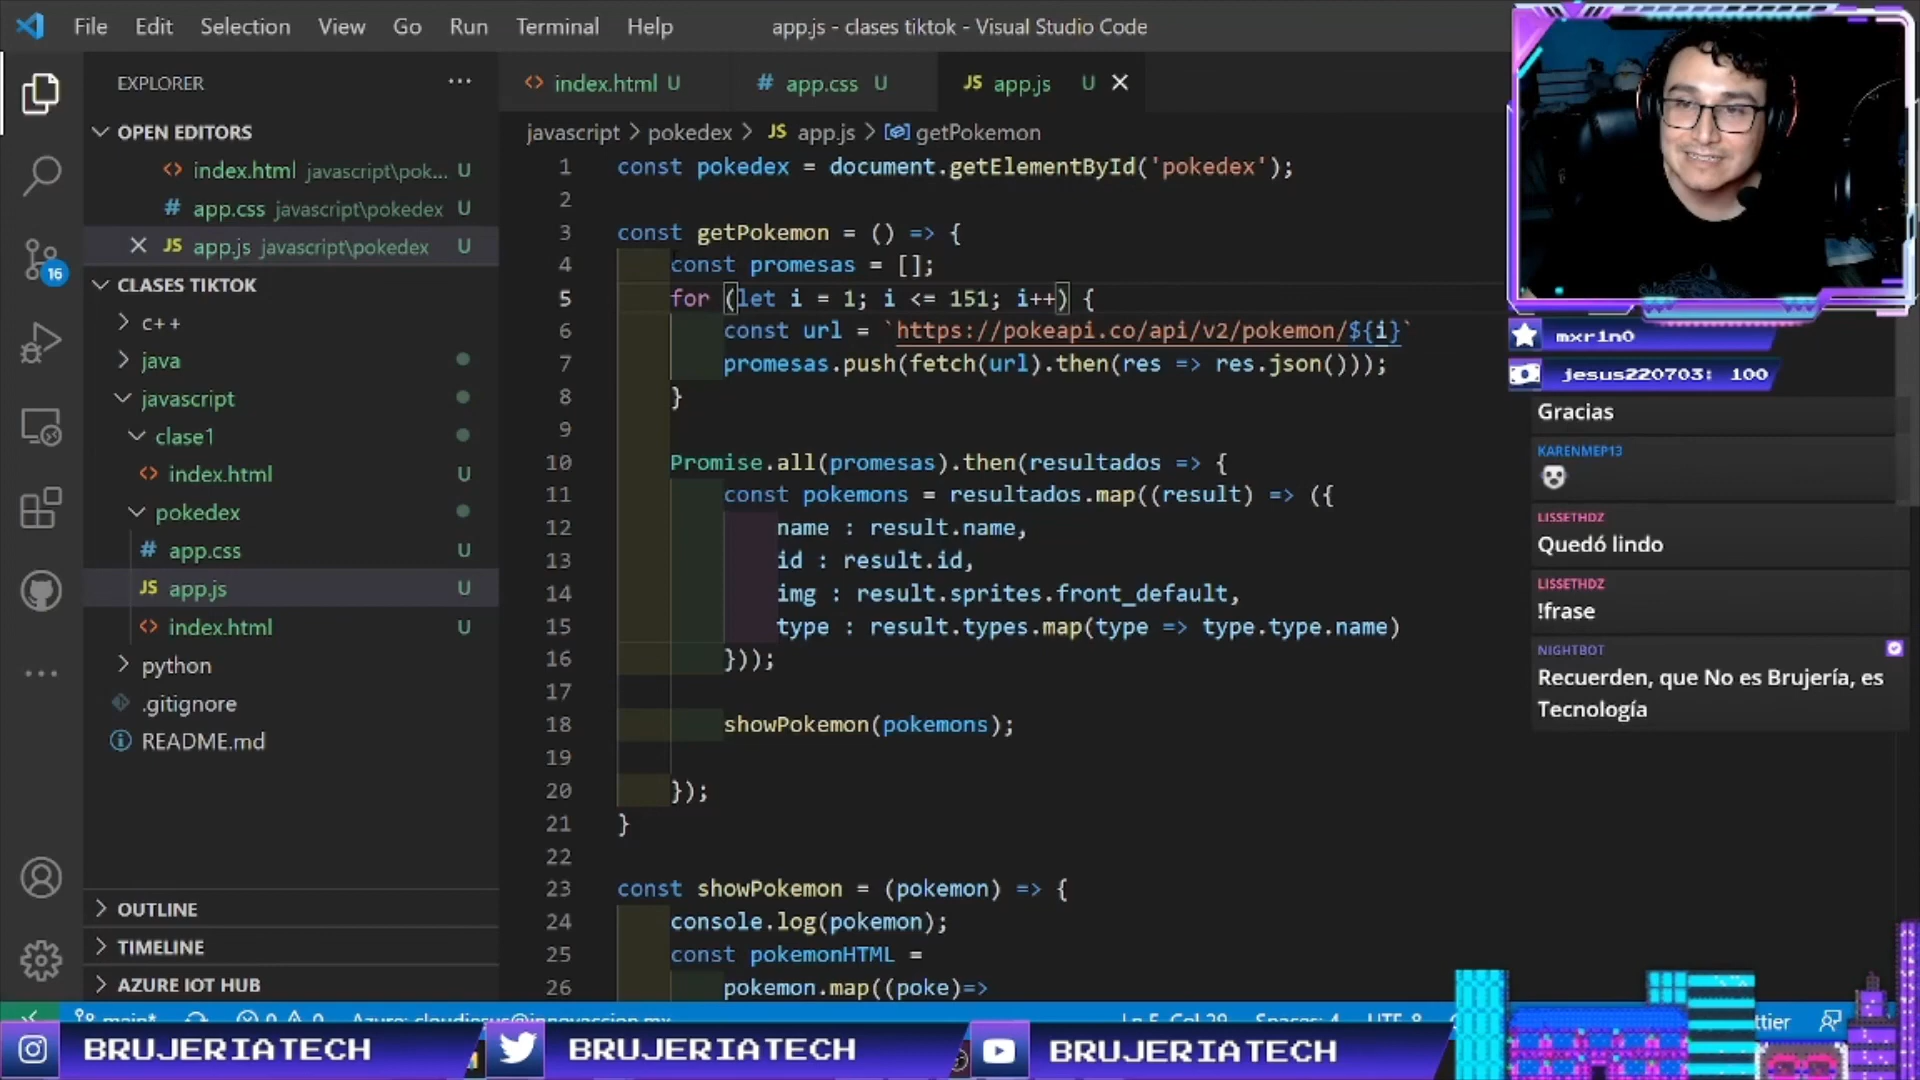 File Edit Selection View Go Run Terminal Help
app.js - clases tiktok - Visual Studio Code
EXPLORER
OPEN EDITORS
index.html javascript\pok... U
app.css javascript\pokedex U
app.js javascript\pokedex U
CLASES TIKTOK
c++
java
javascript
clase1
index.html U
pokedex
app.css U
app.js U
index.html U
python
.gitignore
README.md
OUTLINE
TIMELINE
AZURE IOT HUB
16
index.html U
app.css U
app.js U
javascript > pokedex > JS app.js > getPokemon
1 const pokedex = document.getElementById('pokedex');
2
3 const getPokemon = () => {
4 const promesas = [];
5 for (let i = 1; i <= 151; i++) {
6 const url = `https://pokeapi.co/api/v2/pokemon/${i}`
7 promesas.push(fetch(url).then(res => res.json()));
8 }
9
10 Promise.all(promesas).then(resultados => {
11 const pokemons = resultados.map((result) => ({
12 name : result.name,
13 id : result.id,
14 img : result.sprites.front_default,
15 type : result.types.map(type => type.type.name)
16 }));
17
18 showPokemon(pokemons);
19
20 });
21 }
22
23 const showPokemon = (pokemon) => {
24 console.log(pokemon);
25 const pokemonHTML =
26 pokemon.map((poke)=>
mxr1n0
jesus220703: 100
Gracias
KARENMEP13
LISSETHDZ
Quedó lindo
LISSETHDZ
!frase
NIGHTBOT
Recuerden, que No es Brujería, es
Tecnología
main*
BRUJERIATECH
BRUJERIATECH
BRUJERIATECH